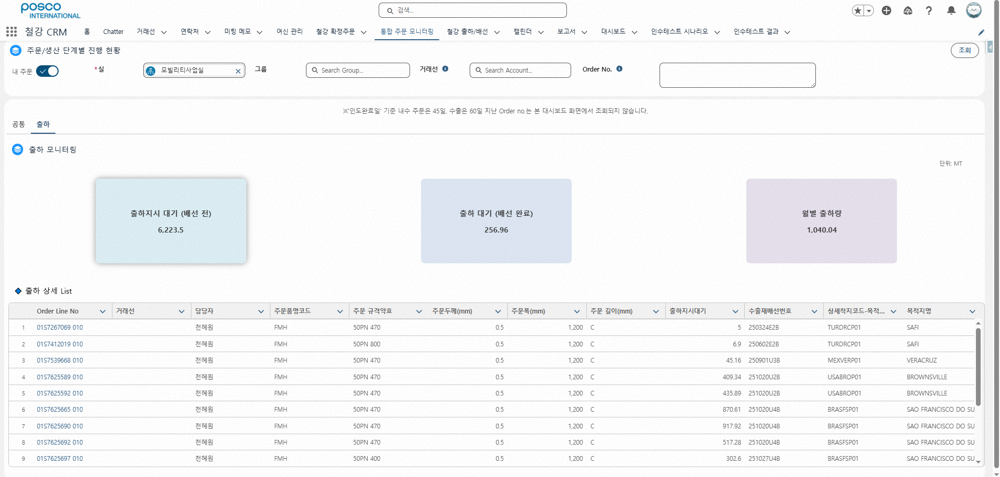 posco
INTERNATIONAL
검색...
철강 CRM 홈 Chatter 거래선 연락처 미팅 메모 여신 관리 철강 확정주문 통합 주문 모니터링 철강 출하/배선 캘린더 보고서 대시보드 인수테스트 시나리오 인수테스트 결과
주문/생산 단계별 진행 현황
조회
내 주문 *실 모빌리티사업실 그룹 Search Group... 거래선 Search Account... Order No.
※'인도완료일' 기준 내수 주문은 45일, 수출은 60일 지난 Order no.는 본 대시보드 화면에서 조회되지 않습니다.
공통 출하
출하 모니터링
단위: MT
출하지시 대기 (배선 전)
6,223.5
출하 대기 (배선 완료)
256.96
월별 출하량
1,040.04
출하 상세 List
Order Line No 거래선 담당자 주문품명코드 주문 규격약호 주문두께(mm) 주문폭(mm) 주문 길이(mm) 출하지시대기 수출재배선번호 상세착지코드-목적... 목적지명
1 01S7267069 010 천혜원 FMH 50PN 470 0.5 1,200 C 5 250324E2B TURDRCP01 SAFI
2 01S7412019 010 천혜원 FMH 50PN 800 0.5 1,200 C 6.9 250602E2B TURDRCP01 SAFI
3 01S7539668 010 천혜원 FMH 50PN 470 0.5 1,200 C 45.16 250901U3B MEXVERP01 VERACRUZ
4 01S7625589 010 천혜원 FMH 50PN 470 0.5 1,200 C 409.34 251020U2B USABROP01 BROWNSVILLE
5 01S7625592 010 천혜원 FMH 50PN 470 0.5 1,200 C 435.89 251020U2B USABROP01 BROWNSVILLE
6 01S7625665 010 천혜원 FMH 50PN 470 0.5 1,200 C 870.61 251020U4B BRASFSP01 SAO FRANCISCO DO SU
7 01S7625690 010 천혜원 FMH 50PN 470 0.5 1,200 C 917.92 251020U4B BRASFSP01 SAO FRANCISCO DO SU
8 01S7625692 010 천혜원 FMH 50PN 470 0.5 1,200 C 517.28 251020U4B BRASFSP01 SAO FRANCISCO DO SU
9 01S7625697 010 천혜원 FMH 50PN 400 0.5 1,200 C 302.6 251027U4B BRASFSP01 SAO FRANCISCO DO SU